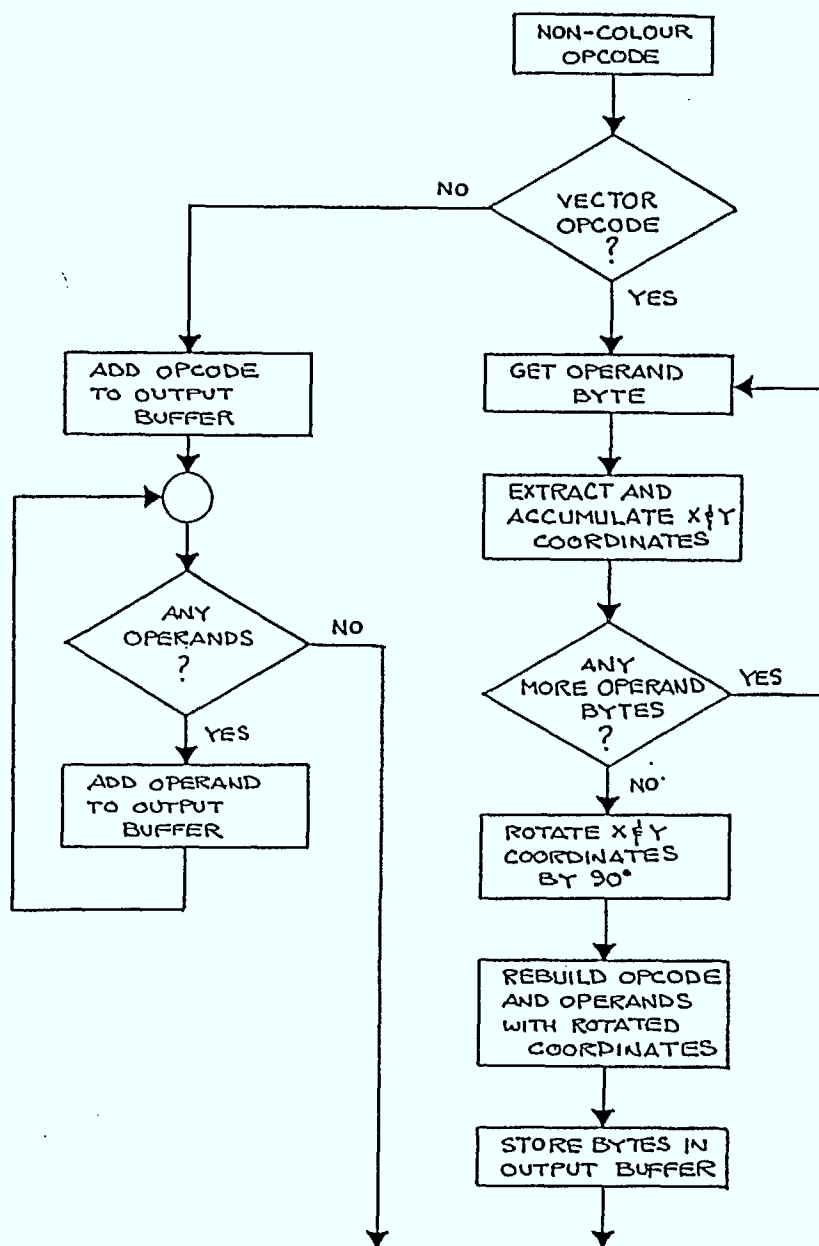 NON-COLOUR
OPCODE
VECTOR
OPCODE
?
NO
YES
ADD OPCODE
TO OUTPUT
BUFFER
ANY
OPERANDS
?
NO
YES
ADD OPERAND
TO OUTPUT
BUFFER
GET OPERAND
BYTE
EXTRACT AND
ACCUMULATE X & Y
COORDINATES
ANY
MORE OPERAND
BYTES
?
YES
NO
ROTATE X & Y
COORDINATES
BY 90°
REBUILD OPCODE
AND OPERANDS
WITH ROTATED
COORDINATES
STORE BYTES IN
OUTPUT BUFFER